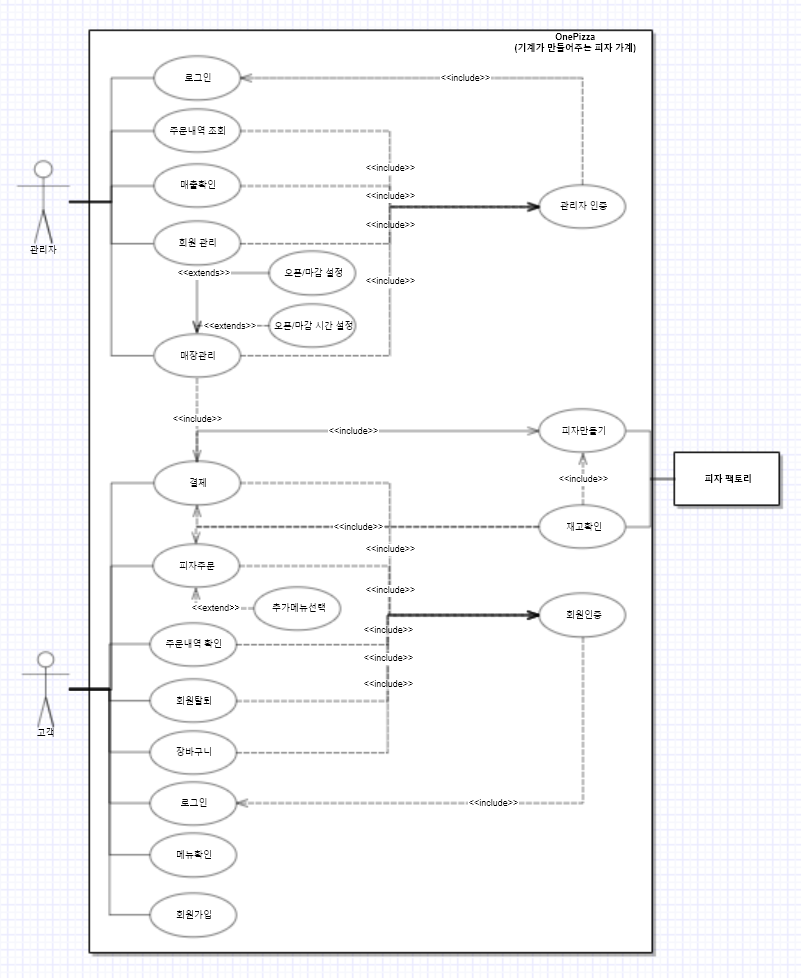 OnePizza
(기계가 만들어주는 피자 가게)
로그인
<<include>>
주문내역 조회
<<include>>
매출확인
<<include>>
관리자 인증
<<include>>
회원 관리
관리자
<<extends>>
오픈/마감 설정
<<include>>
<<extends>>
오픈/마감 시간 설정
매장관리
<<include>>
<<include>>
피자만들기
<<include>>
피자 팩토리
결제
<<include>>
재고확인
<<include>>
피자주문
<<include>>
<<extend>>
추가메뉴선택
회원인증
<<include>>
주문내역 확인
<<include>>
<<include>>
회원탈퇴
고객
장바구니
로그인
<<include>>
메뉴확인
회원가입